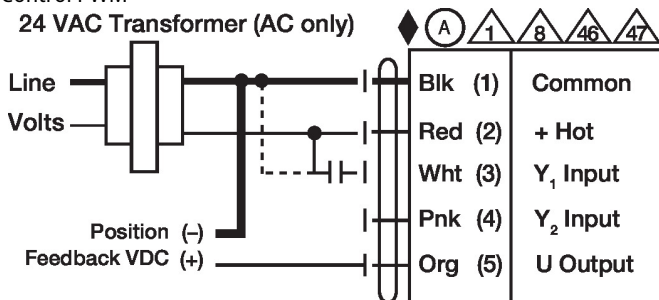 Control PWM
24 VAC Transformer (AC only)
A 1 8 46 47
Line
Volts
Blk (1) Common
Red (2) + Hot
Wht (3) Y1 Input
Pnk (4) Y2 Input
Org (5) U Output
Position (–)
Feedback VDC (+)